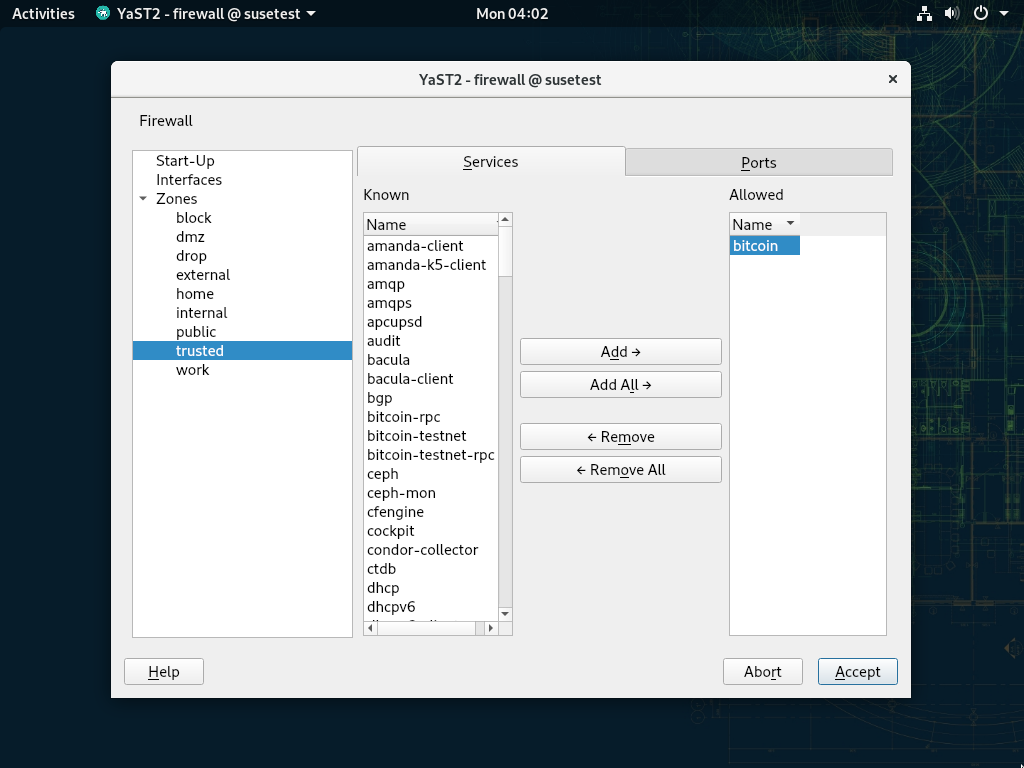 Activities YaST2 - firewall @ susetest Mon 04:02
YaST2 - firewall @ susetest
Firewall
Start-Up
Interfaces
Zones
block
dmz
drop
external
home
internal
public
trusted
work
Services
Ports
Known
Name
amanda-client
amanda-k5-client
amqp
amqps
apcupsd
audit
bacula
bacula-client
bgp
bitcoin-rpc
bitcoin-testnet
bitcoin-testnet-rpc
ceph
ceph-mon
cfengine
cockpit
condor-collector
ctdb
dhcp
dhcpv6
Add →
Add All →
← Remove
← Remove All
Allowed
Name
bitcoin
Help
Abort
Accept